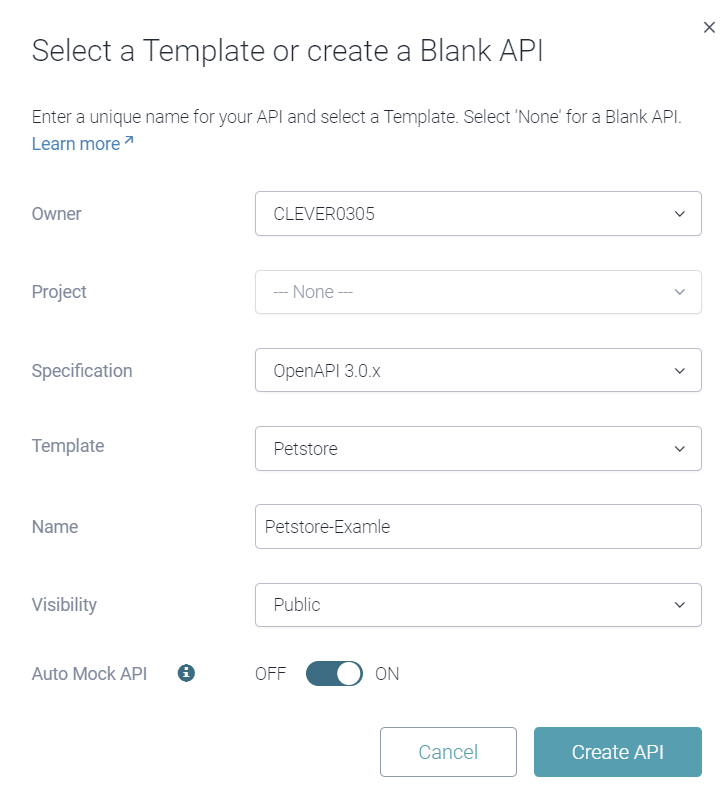 Select a Template or create a Blank API
Enter a unique name for your API and select a Template. Select 'None' for a Blank API.
Learn more
Owner CLEVER0305
Project --- None ---
Specification OpenAPI 3.0.x
Template Petstore
Name Petstore-Examle
Visibility Public
Auto Mock API OFF ON
Cancel Create API